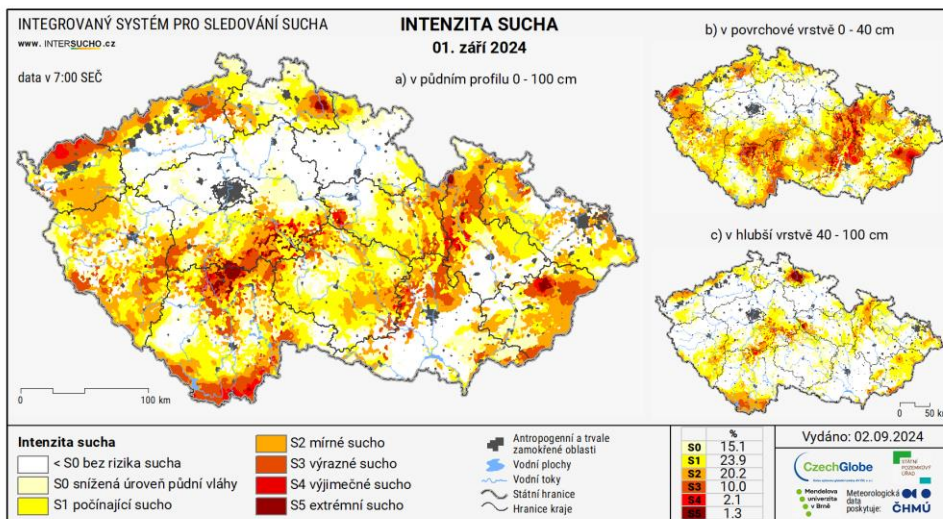 INTEGROVANÝ SYSTÉM PRO SLEDOVÁNÍ SUCHA
www. INTERSUCHO.cz
data v 7:00 SEČ
INTENZITA SUCHA
01. září 2024
a) v půdním profilu 0 - 100 cm
b) v povrchové vrstvě 0 - 40 cm
c) v hlubší vrstvě 40 - 100 cm
0 100 km
0 50 km
Intenzita sucha
< S0 bez rizika sucha
S0 snížená úroveň půdní vláhy
S1 počínající sucho
S2 mírné sucho
S3 výrazné sucho
S4 výjimečné sucho
S5 extrémní sucho
Antropogenní a trvale
zamokřené oblasti
Vodní plochy
Vodní toky
Státní hranice
Hranice kraje
%
S0 15.1
S1 23.9
S2 20.2
S3 10.0
S4 2.1
S5 1.3
Vydáno: 02.09.2024
CzechGlobe
STÁTNÍ
POZEMKOVÝ
ÚŘAD
Mendelova
univerzita
v Brně
Meteorologická
data
poskytuje:
ČHMÚ